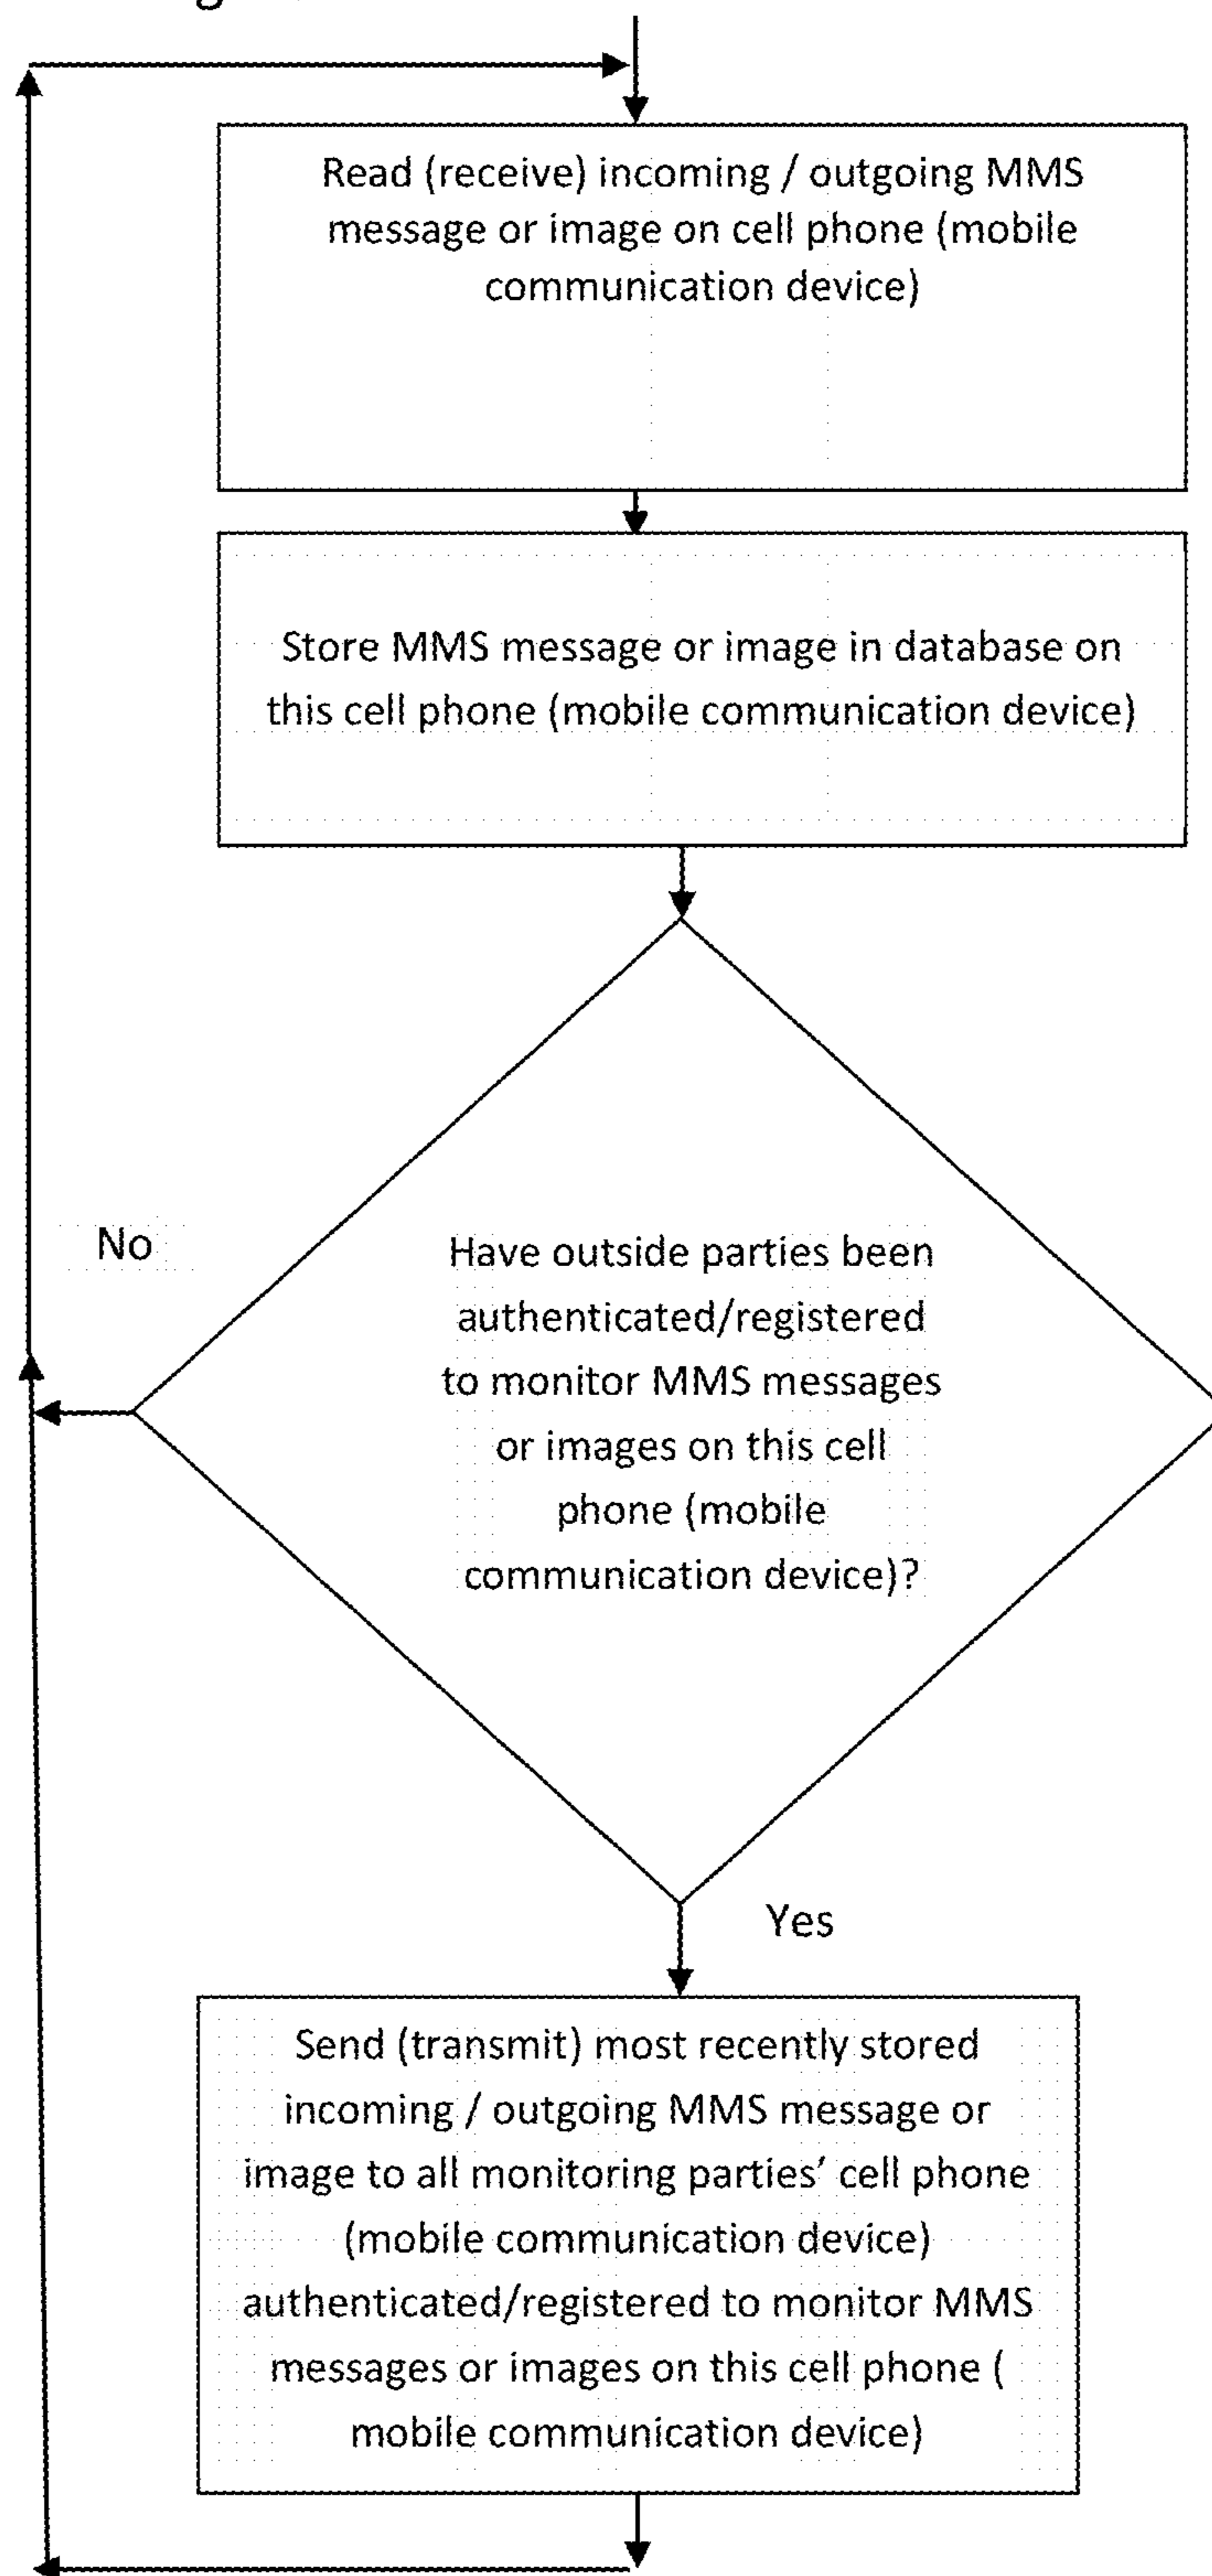 Read (receive) incoming / outgoing MMS
message or image on cell phone (mobile
communication device)
Store MMS message or image in database on
this cell phone (mobile communication device)
No
Have outside parties been
authenticated/registered
to monitor MMS messages
or images on this cell
phone (mobile
communication device)?
Yes
Send (transmit) most recently stored
incoming / outgoing MMS message or
image to all monitoring parties’ cell phone
(mobile communication device)
authenticated/registered to monitor MMS
messages or images on this cell phone (
mobile communication device)